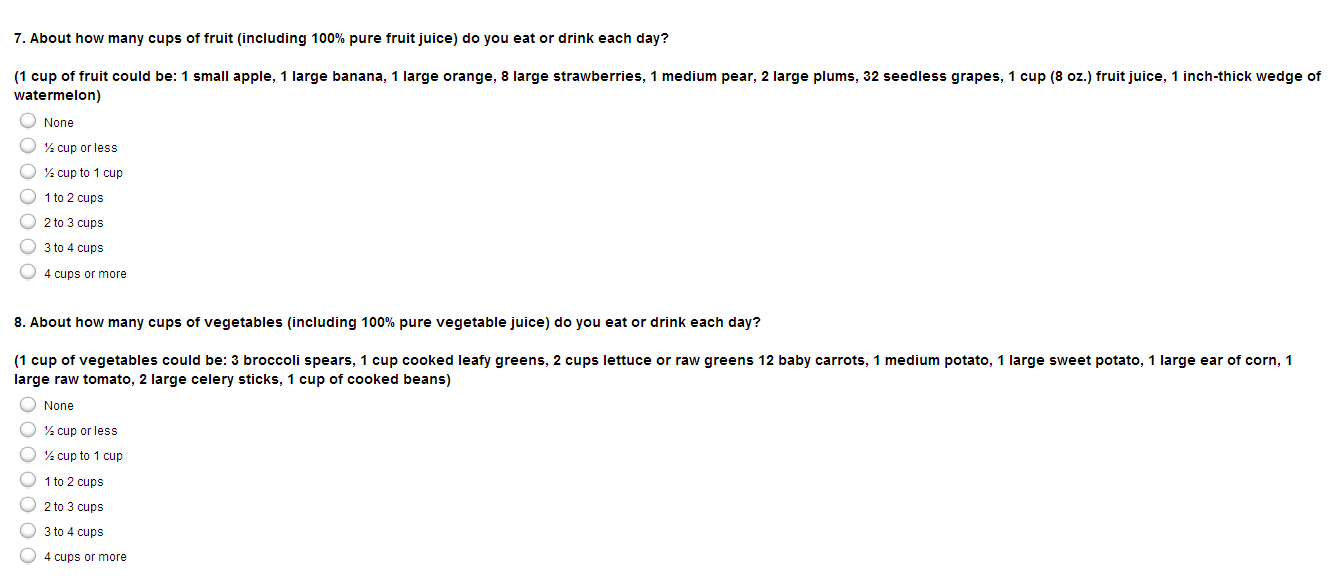 7. About how many cups of fruit (including 100% pure fruit juice) do you eat or drink each day?
(1 cup of fruit could be: 1 small apple, 1 large banana, 1 large orange, 8 large strawberries, 1 medium pear, 2 large plums, 32 seedless grapes, 1 cup (8 oz.) fruit juice, 1 inch-thick wedge of
watermelon)
None
½ cup or less
½ cup to 1 cup
1 to 2 cups
2 to 3 cups
3 to 4 cups
4 cups or more
8. About how many cups of vegetables (including 100% pure vegetable juice) do you eat or drink each day?
(1 cup of vegetables could be: 3 broccoli spears, 1 cup cooked leafy greens, 2 cups lettuce or raw greens 12 baby carrots, 1 medium potato, 1 large sweet potato, 1 large ear of corn, 1
large raw tomato, 2 large celery sticks, 1 cup of cooked beans)
None
½ cup or less
½ cup to 1 cup
1 to 2 cups
2 to 3 cups
3 to 4 cups
4 cups or more